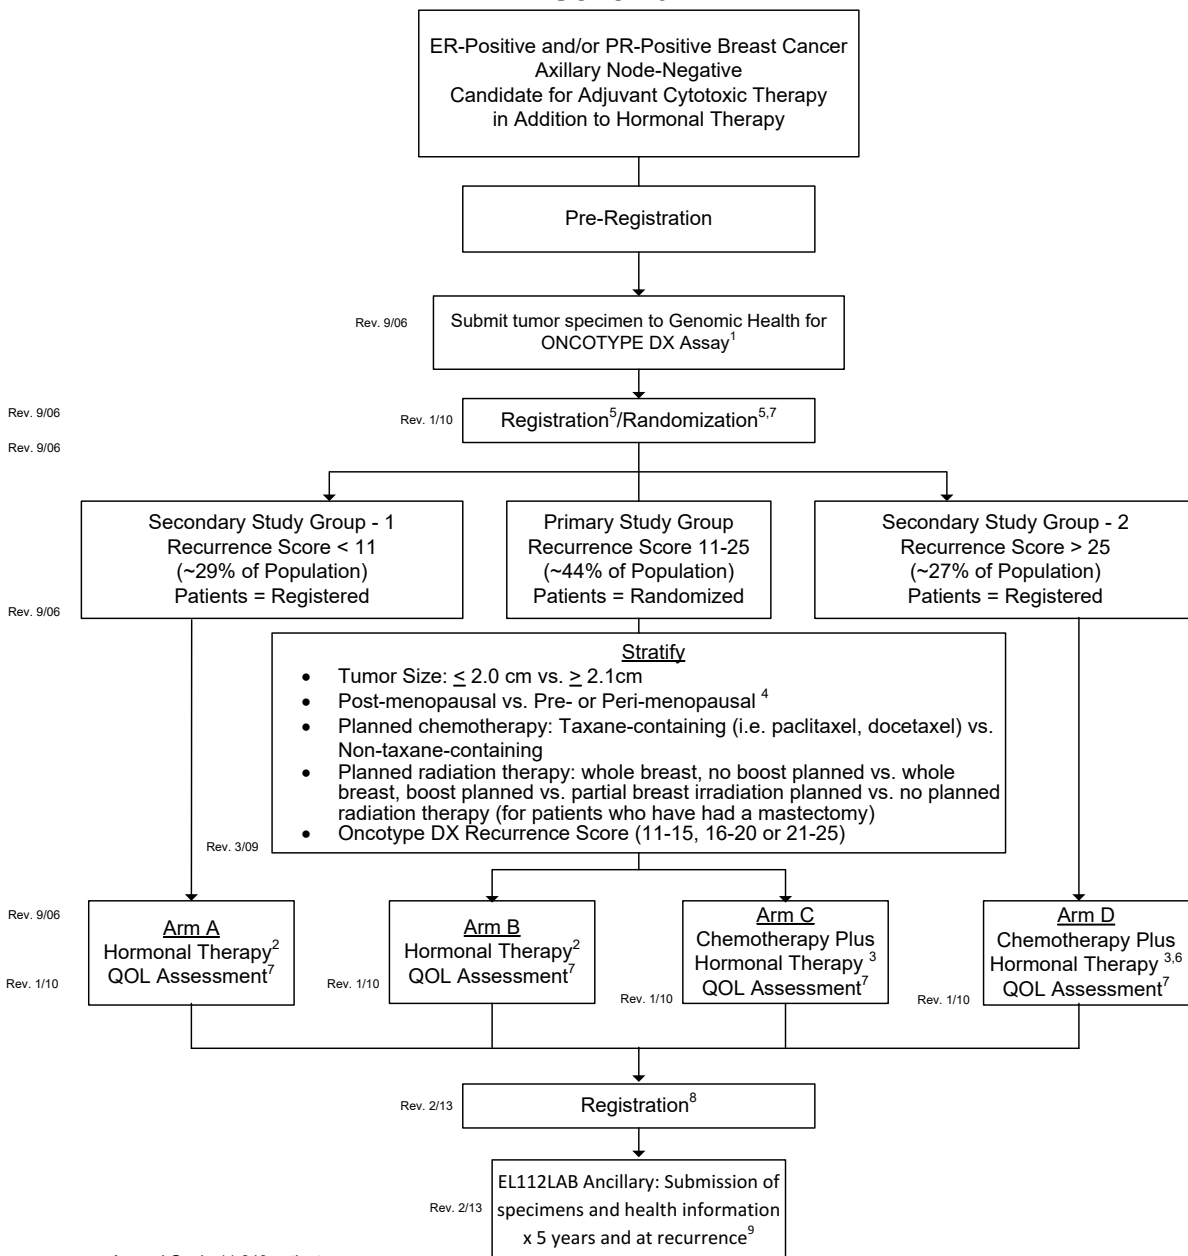 ER-Positive and/or PR-Positive Breast Cancer
Axillary Node-Negative
Candidate for Adjuvant Cytotoxic Therapy
in Addition to Hormonal Therapy
Pre-Registration
Rev. 9/06
Submit tumor specimen to Genomic Health for
ONCOTYPE DX Assay1
Rev. 9/06
Rev. 1/10
Registration5/Randomization5,7
Rev. 9/06
Secondary Study Group - 1
Recurrence Score < 11
(~29% of Population)
Patients = Registered
Primary Study Group
Recurrence Score 11-25
(~44% of Population)
Patients = Randomized
Secondary Study Group - 2
Recurrence Score > 25
(~27% of Population)
Patients = Registered
Rev. 9/06
Stratify
• Tumor Size: < 2.0 cm vs. > 2.1cm
• Post-menopausal vs. Pre- or Peri-menopausal 4
• Planned chemotherapy: Taxane-containing (i.e. paclitaxel, docetaxel) vs.
Non-taxane-containing
• Planned radiation therapy: whole breast, no boost planned vs. whole
breast, boost planned vs. partial breast irradiation planned vs. no planned
radiation therapy (for patients who have had a mastectomy)
• Oncotype DX Recurrence Score (11-15, 16-20 or 21-25)
Rev. 3/09
Rev. 9/06
Arm A
Hormonal Therapy2
QOL Assessment7
Rev. 1/10
Arm B
Hormonal Therapy2
QOL Assessment7
Rev. 1/10
Arm C
Chemotherapy Plus
Hormonal Therapy 3
QOL Assessment7
Rev. 1/10
Arm D
Chemotherapy Plus
Hormonal Therapy 3,6
QOL Assessment7
Rev. 1/10
Rev. 2/13
Registration8
Rev. 2/13
EL112LAB Ancillary: Submission of
specimens and health information
x 5 years and at recurrence9